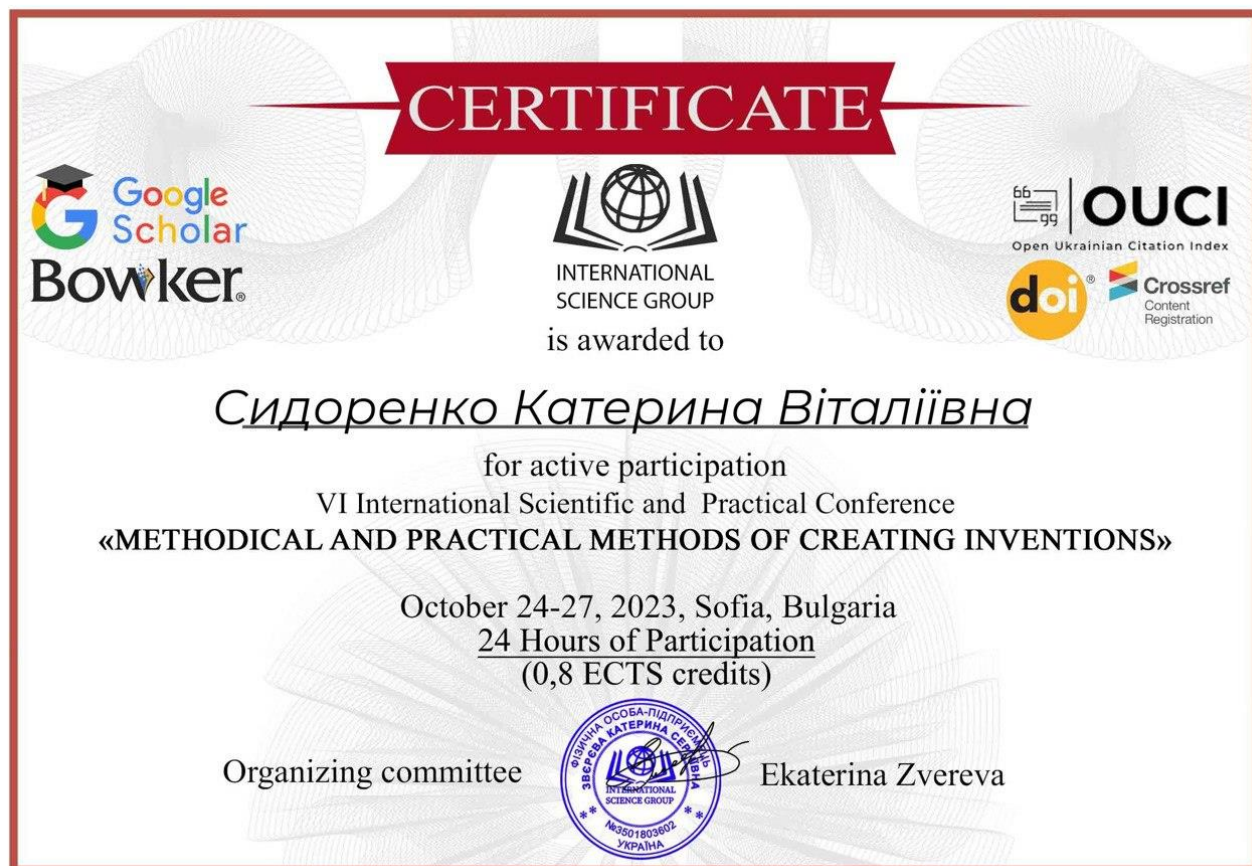 CERTIFICATE
Google
Scholar
Bowker®
INTERNATIONAL
SCIENCE GROUP
66
99
OUCI
Open Ukrainian Citation Index
doi®
Crossref
Content
Registration
is awarded to
Сидоренко Катерина Віталіївна
for active participation
VI International Scientific and Practical Conference
«METHODICAL AND PRACTICAL METHODS OF CREATING INVENTIONS»
October 24-27, 2023, Sofia, Bulgaria
24 Hours of Participation
(0,8 ECTS credits)
Organizing committee
ФІЗИЧНА ОСОБА-ПІДПРИЄМЕЦЬ
ЗВЄРЄВА КАТЕРИНА СЕРГІЇВНА
INTERNATIONAL
SCIENCE GROUP
№3501803602
УКРАЇНА
Ekaterina Zvereva